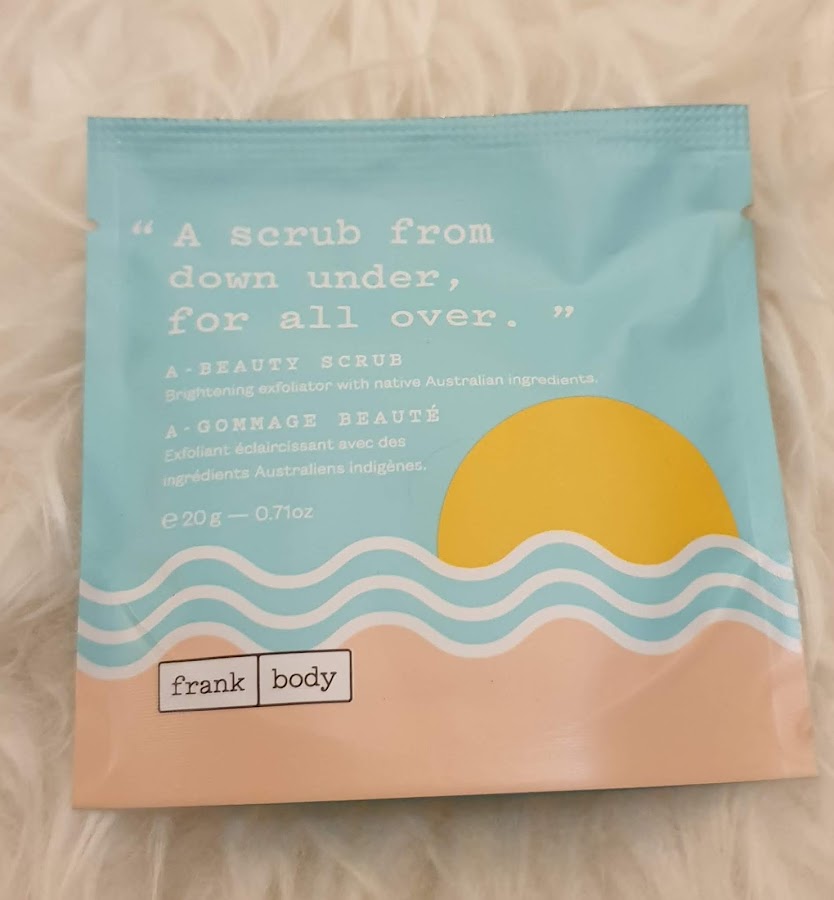 “ A scrub from
down under,
for all over. ”
A-BEAUTY SCRUB
Brightening exfoliator with native Australian ingredients.
A-GOMMAGE BEAUTÉ
Exfoliant éclaircissant avec des
ingrédients Australiens indigènes.
℮ 20 g — 0.71oz
frank body